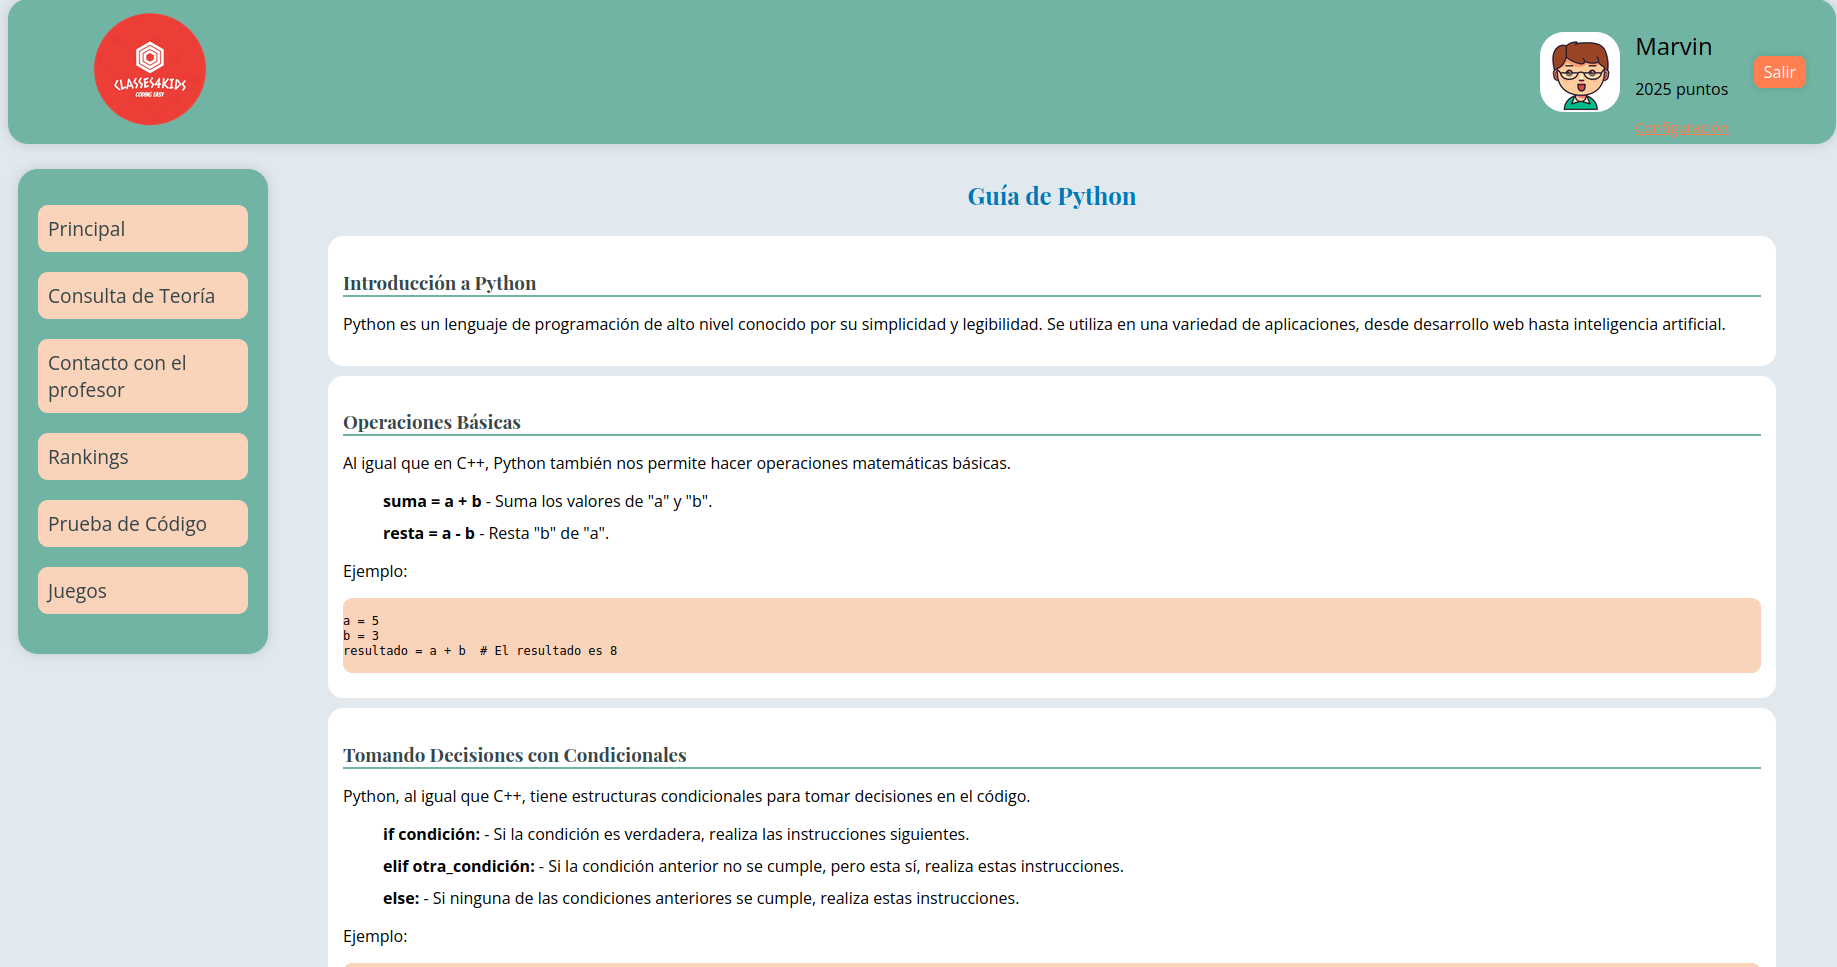 CLASSES4KIDS
CODING EASY
Marvin
2025 puntos
Configuración
Salir
Principal
Consulta de Teoría
Contacto con el
profesor
Rankings
Prueba de Código
Juegos
Guía de Python
Introducción a Python
Python es un lenguaje de programación de alto nivel conocido por su simplicidad y legibilidad. Se utiliza en una variedad de aplicaciones, desde desarrollo web hasta inteligencia artificial.
Operaciones Básicas
Al igual que en C++, Python también nos permite hacer operaciones matemáticas básicas.
suma = a + b - Suma los valores de "a" y "b".
resta = a - b - Resta "b" de "a".
Ejemplo:
a = 5
b = 3
resultado = a + b  # El resultado es 8
Tomando Decisiones con Condicionales
Python, al igual que C++, tiene estructuras condicionales para tomar decisiones en el código.
if condición: - Si la condición es verdadera, realiza las instrucciones siguientes.
elif otra_condición: - Si la condición anterior no se cumple, pero esta sí, realiza estas instrucciones.
else: - Si ninguna de las condiciones anteriores se cumple, realiza estas instrucciones.
Ejemplo: